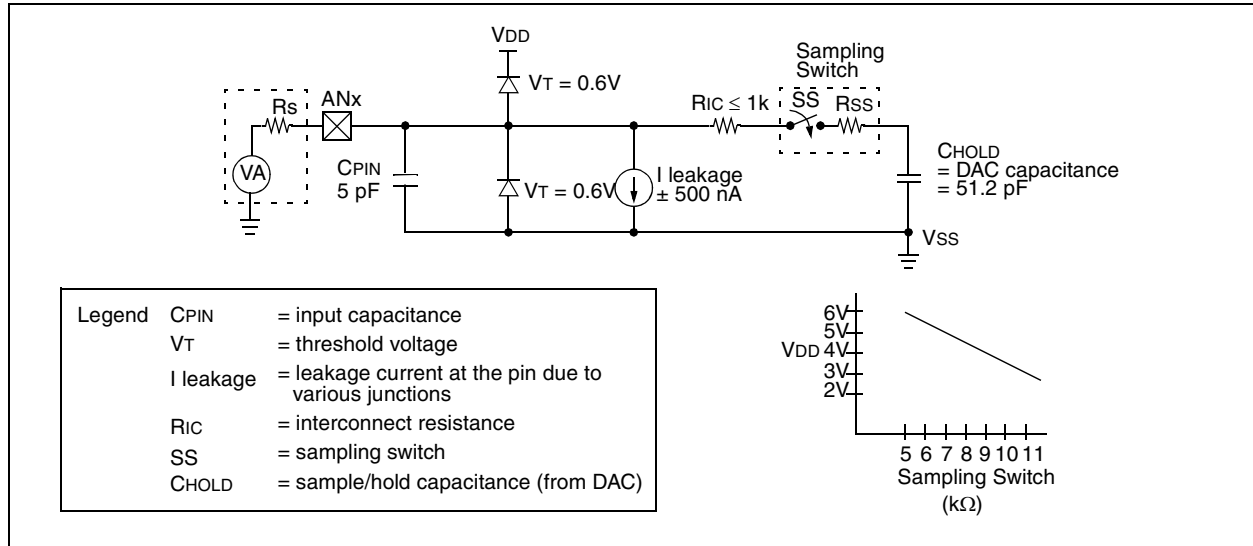 VDD
Sampling
Switch
VT = 0.6V
Rs
ANx
RIC ≤ 1k
SS
RSS
VA
CPIN
5 pF
VT = 0.6V
I leakage
± 500 nA
CHOLD
= DAC capacitance
= 51.2 pF
VSS
Legend CPIN = input capacitance
VT = threshold voltage
I leakage = leakage current at the pin due to
various junctions
RIC = interconnect resistance
SS = sampling switch
CHOLD = sample/hold capacitance (from DAC)
6V
5V
VDD 4V
3V
2V
5 6 7 8 9 10 11
Sampling Switch
(kΩ)